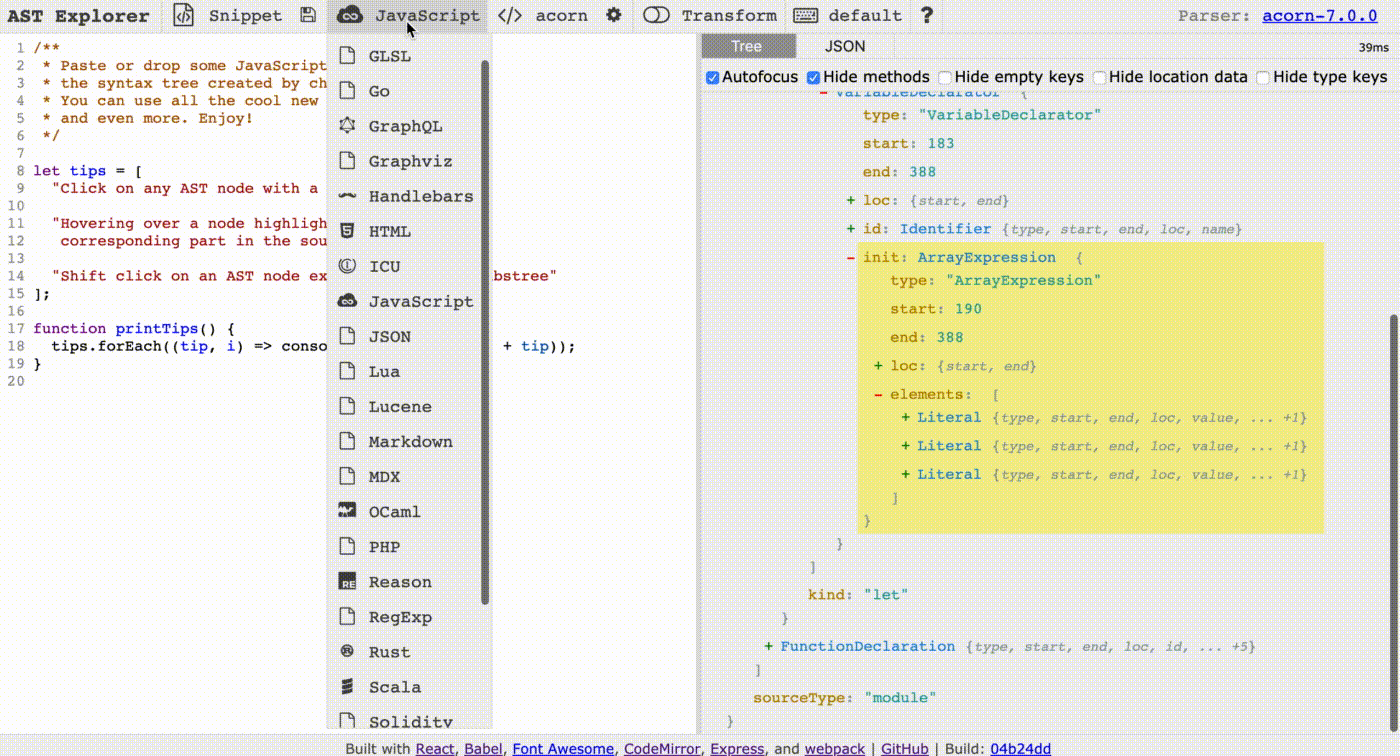 AST Explorer Snippet JavaScript </> acorn Transform default ? Parser: acorn-7.0.0
1 /**
2 * Paste or drop some JavaScript
3 * the syntax tree created by ch
4 * You can use all the cool new
5 * and even more. Enjoy!
6 */
7
8 let tips = [
9 "Click on any AST node with a
10
11 "Hovering over a node highligh
12 corresponding part in the sou
13
14 "Shift click on an AST node ex bstree"
15 ];
16
17 function printTips() {
18 tips.forEach((tip, i) => conso + tip));
19 }
20
GLSL
Go
GraphQL
Graphviz
Handlebars
HTML
ICU
JavaScript
JSON
Lua
Lucene
Markdown
MDX
OCaml
PHP
Reason
RegExp
Rust
Scala
Solidity
Tree JSON 39ms
Autofocus Hide methods Hide empty keys Hide location data Hide type keys
- VariableDeclarator {
type: "VariableDeclarator"
start: 183
end: 388
+ loc: {start, end}
+ id: Identifier {type, start, end, loc, name}
- init: ArrayExpression {
type: "ArrayExpression"
start: 190
end: 388
+ loc: {start, end}
- elements: [
+ Literal {type, start, end, loc, value, ... +1}
+ Literal {type, start, end, loc, value, ... +1}
+ Literal {type, start, end, loc, value, ... +1}
]
}
}
]
kind: "let"
}
+ FunctionDeclaration {type, start, end, loc, id, ... +5}
]
sourceType: "module"
}
Built with React, Babel, Font Awesome, CodeMirror, Express, and webpack | GitHub | Build: 04b24dd